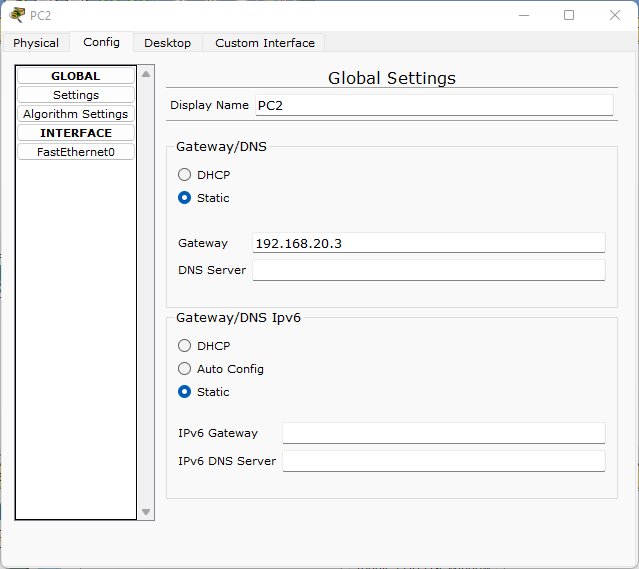 PC2
Physical Config Desktop Custom Interface
GLOBAL
Settings
Algorithm Settings
INTERFACE
FastEthernet0
Global Settings
Display Name PC2
Gateway/DNS
DHCP
Static
Gateway 192.168.20.3
DNS Server
Gateway/DNS Ipv6
DHCP
Auto Config
Static
IPv6 Gateway
IPv6 DNS Server